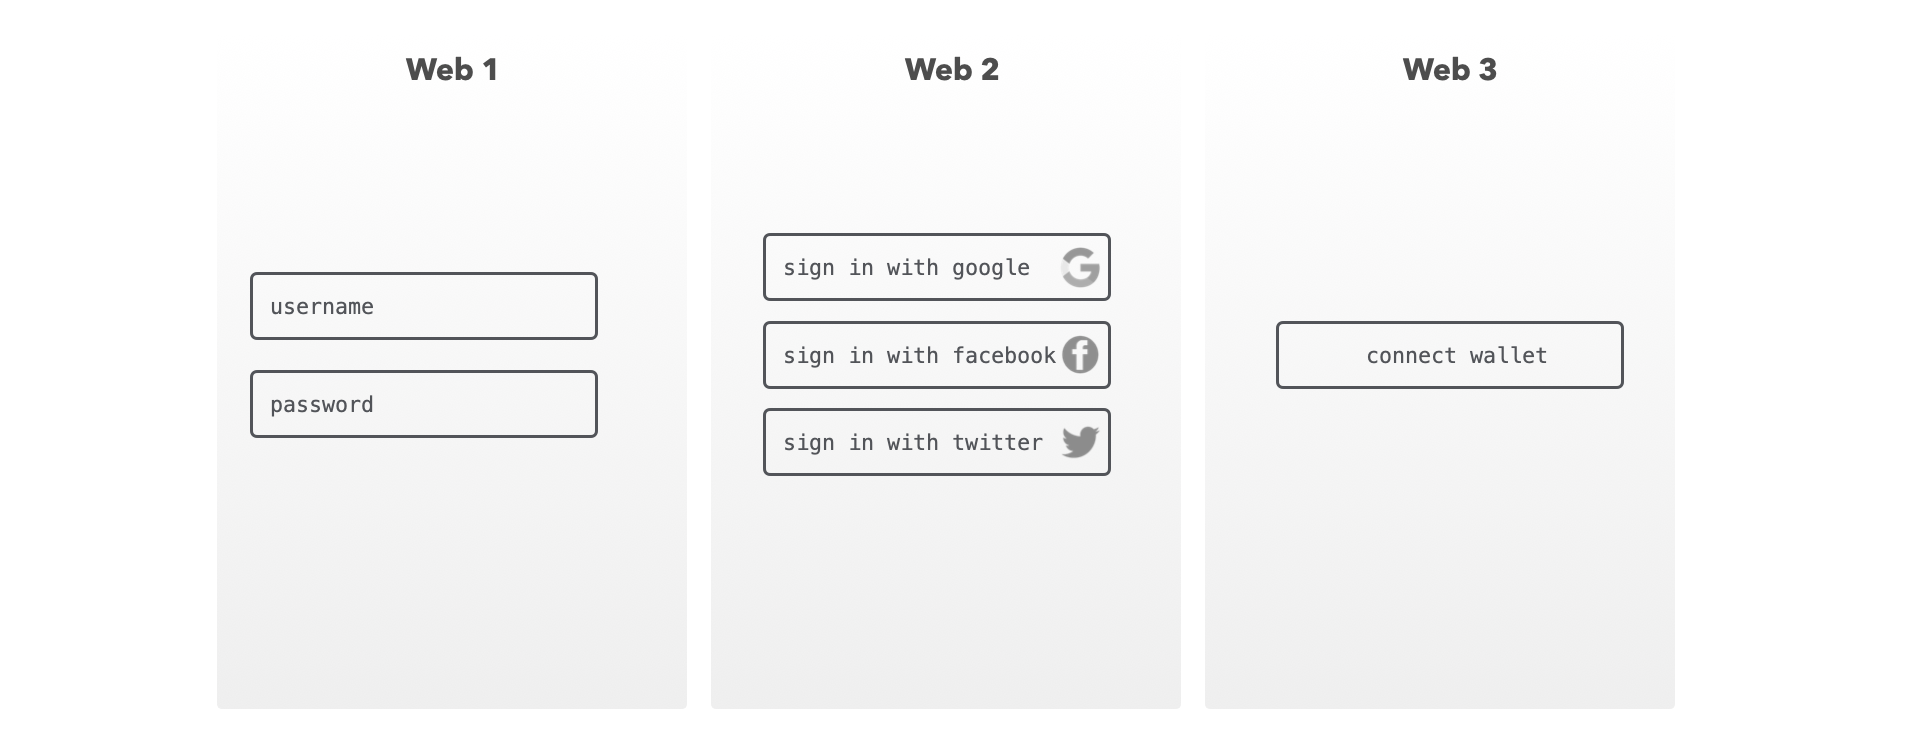 Web 1
username
password
Web 2
sign in with google
sign in with facebook
sign in with twitter
Web 3
connect wallet